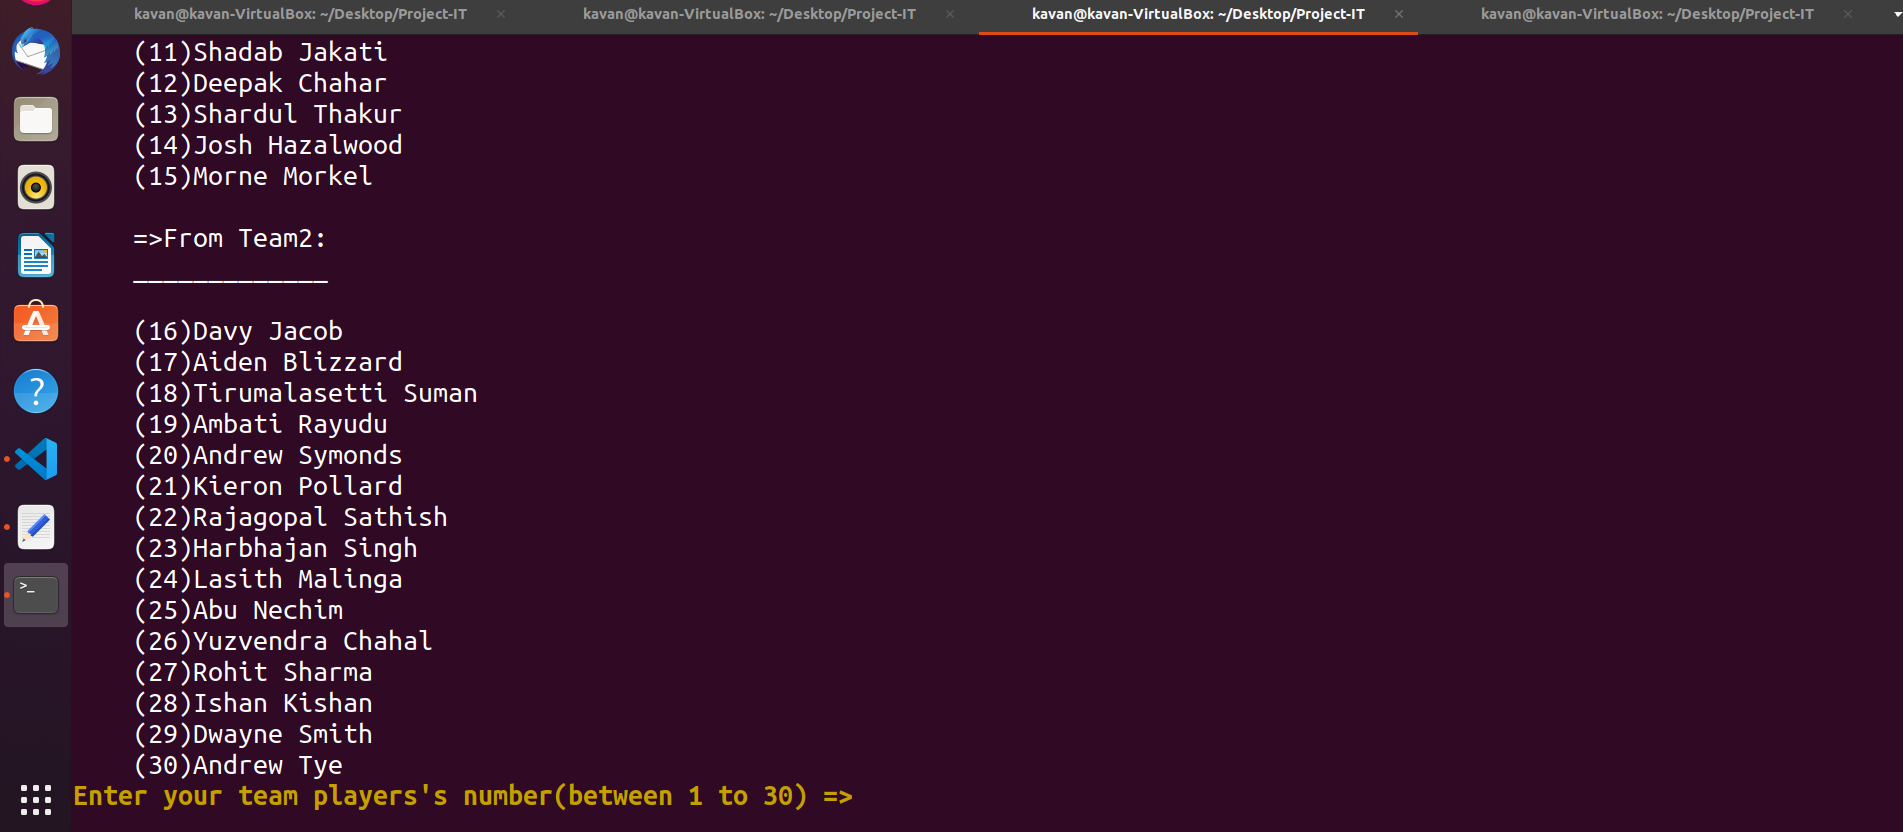 kavan@kavan-VirtualBox: ~/Desktop/Project-IT × kavan@kavan-VirtualBox: ~/Desktop/Project-IT × kavan@kavan-VirtualBox: ~/Desktop/Project-IT × kavan@kavan-VirtualBox: ~/Desktop/Project-IT ×
(11)Shadab Jakati
(12)Deepak Chahar
(13)Shardul Thakur
(14)Josh Hazalwood
(15)Morne Morkel
=>From Team2:
_____________
(16)Davy Jacob
(17)Aiden Blizzard
(18)Tirumalasetti Suman
(19)Ambati Rayudu
(20)Andrew Symonds
(21)Kieron Pollard
(22)Rajagopal Sathish
(23)Harbhajan Singh
(24)Lasith Malinga
(25)Abu Nechim
(26)Yuzvendra Chahal
(27)Rohit Sharma
(28)Ishan Kishan
(29)Dwayne Smith
(30)Andrew Tye
Enter your team players's number(between 1 to 30) =>